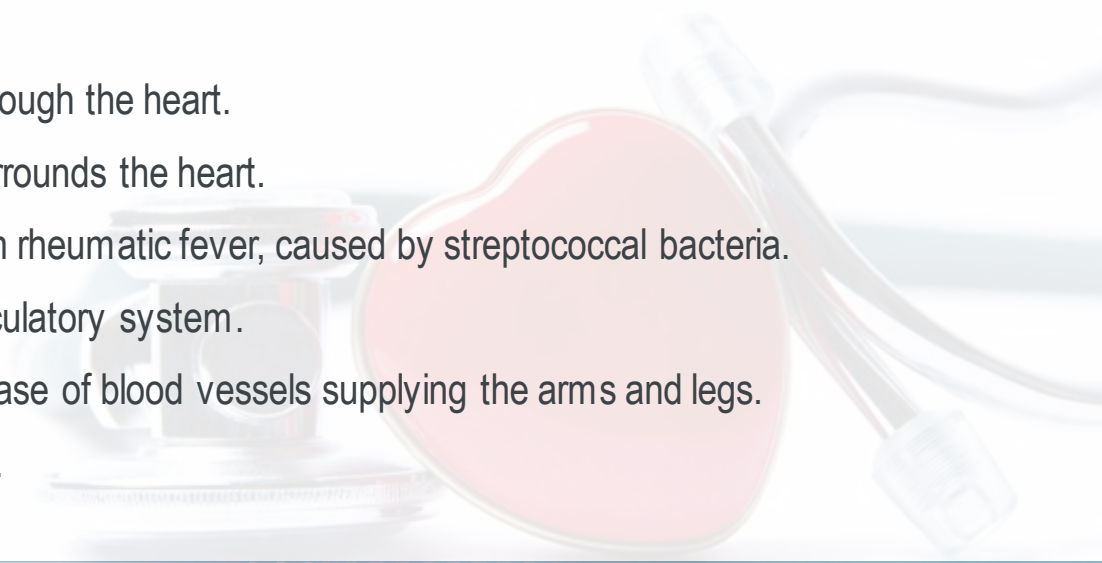 ough the heart.
rrounds the heart.
n rheumatic fever, caused by streptococcal bacteria.
culatory system.
ase of blood vessels supplying the arms and legs.
.